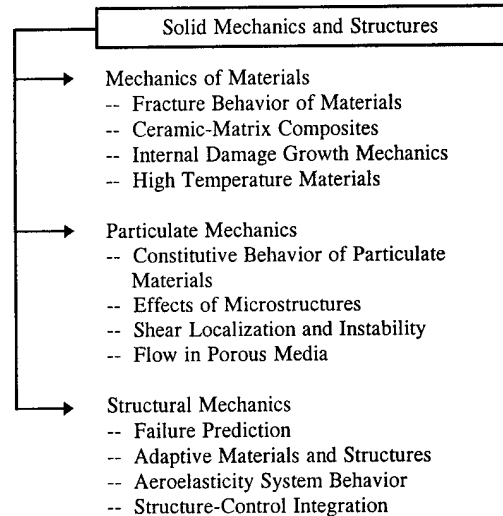 Solid Mechanics and Structures
Mechanics of Materials
-- Fracture Behavior of Materials
-- Ceramic-Matrix Composites
-- Internal Damage Growth Mechanics
-- High Temperature Materials
Particulate Mechanics
-- Constitutive Behavior of Particulate
Materials
-- Effects of Microstructures
-- Shear Localization and Instability
-- Flow in Porous Media
Structural Mechanics
-- Failure Prediction
-- Adaptive Materials and Structures
-- Aeroelasticity System Behavior
-- Structure-Control Integration